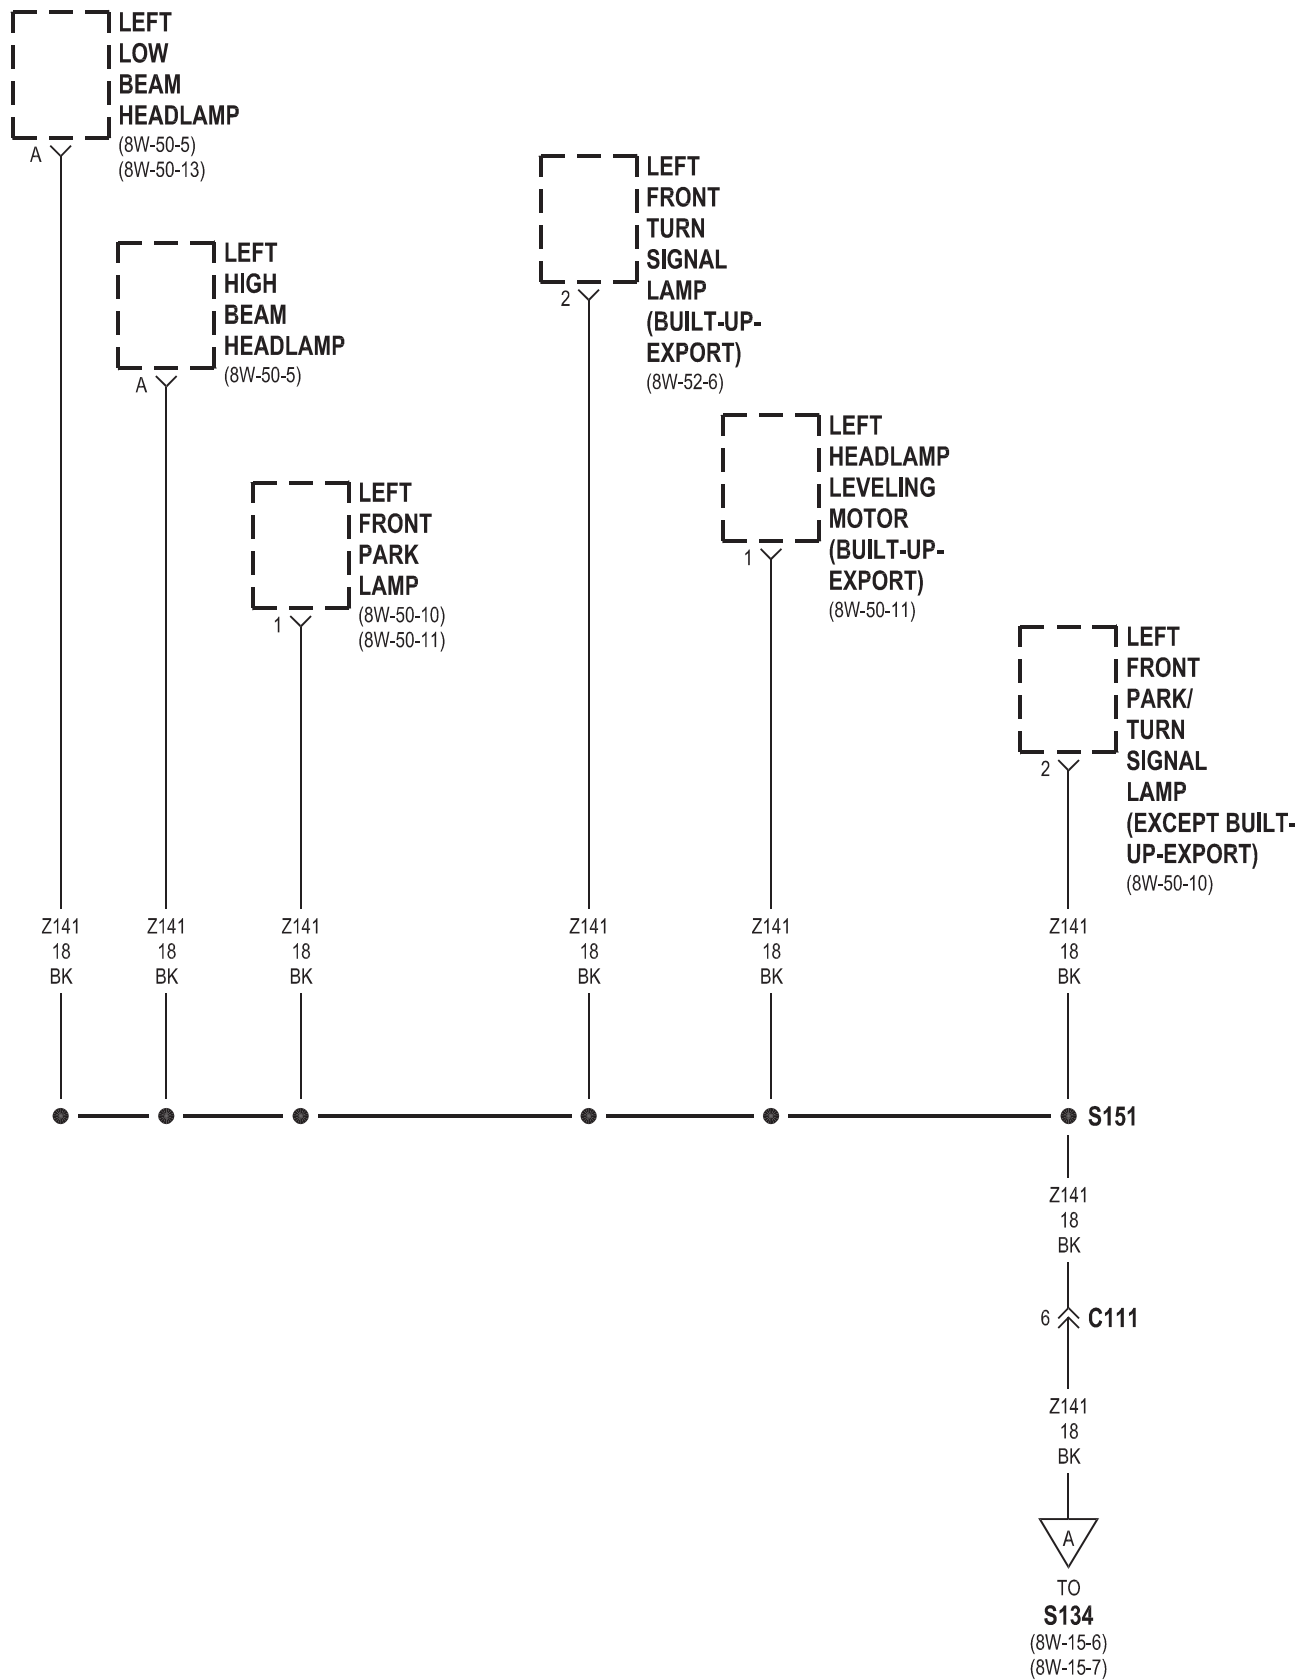 LEFT
LOW
BEAM
HEADLAMP
(8W-50-5)
(8W-50-13)
A
LEFT
HIGH
BEAM
HEADLAMP
(8W-50-5)
A
LEFT
FRONT
PARK
LAMP
(8W-50-10)
(8W-50-11)
1
LEFT
FRONT
TURN
SIGNAL
LAMP
(BUILT-UP-
EXPORT)
(8W-52-6)
2
LEFT
HEADLAMP
LEVELING
MOTOR
(BUILT-UP-
EXPORT)
(8W-50-11)
1
LEFT
FRONT
PARK/
TURN
SIGNAL
LAMP
(EXCEPT BUILT-
UP-EXPORT)
(8W-50-10)
2
Z141
18
BK
Z141
18
BK
Z141
18
BK
Z141
18
BK
Z141
18
BK
Z141
18
BK
S151
Z141
18
BK
6 C111
Z141
18
BK
A
TO
S134
(8W-15-6)
(8W-15-7)